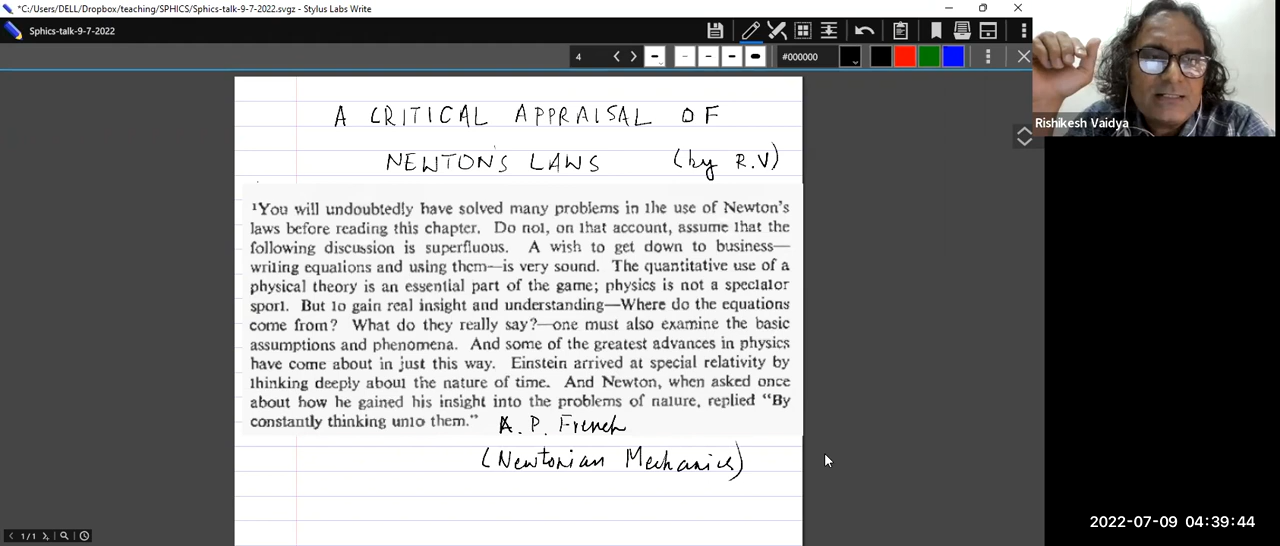 *C:/Users/DELL/Dropbox/teaching/SPHICS/Sphics-talk-9-7-2022.svgz - Stylus Labs Write
Sphics-talk-9-7-2022
4
#000000
Rishikesh Vaidya
A CRITICAL APPRAISAL OF
NEWTON'S LAWS (by R.V)
¹You will undoubtedly have solved many problems in the use of Newton's
laws before reading this chapter. Do not, on that account, assume that the
following discussion is superfluous. A wish to get down to business—
writing equations and using them—is very sound. The quantitative use of a
physical theory is an essential part of the game; physics is not a spectator
sport. But to gain real insight and understanding—Where do the equations
come from? What do they really say?—one must also examine the basic
assumptions and phenomena. And some of the greatest advances in physics
have come about in just this way. Einstein arrived at special relativity by
thinking deeply about the nature of time. And Newton, when asked once
about how he gained his insight into the problems of nature, replied "By
constantly thinking unto them." A. P. French
(Newtonian Mechanics)
2022-07-09 04:39:44
1/1